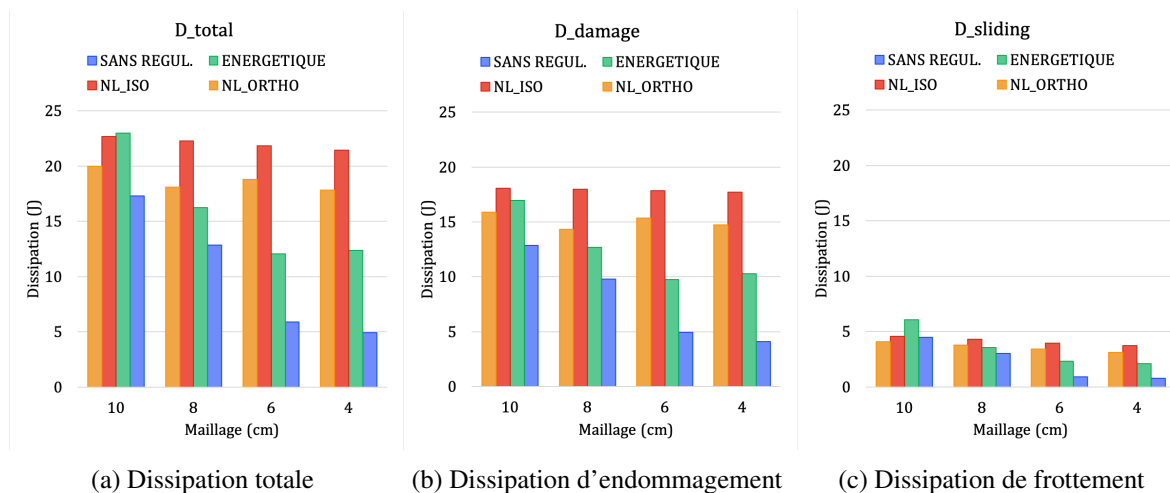 D_total
SANS REGUL. ENERGETIQUE
NL_ISO NL_ORTHO
25
20
15
10
5
0
Dissipation (J)
10 8 6 4
Maillage (cm)
(a) Dissipation totale
D_damage
SANS REGUL. ENERGETIQUE
NL_ISO NL_ORTHO
25
20
15
10
5
0
Dissipation (J)
10 8 6 4
Maillage (cm)
(b) Dissipation d'endommagement
D_sliding
SANS REGUL. ENERGETIQUE
NL_ISO NL_ORTHO
25
20
15
10
5
0
Dissipation (J)
10 8 6 4
Maillage (cm)
(c) Dissipation de frottement